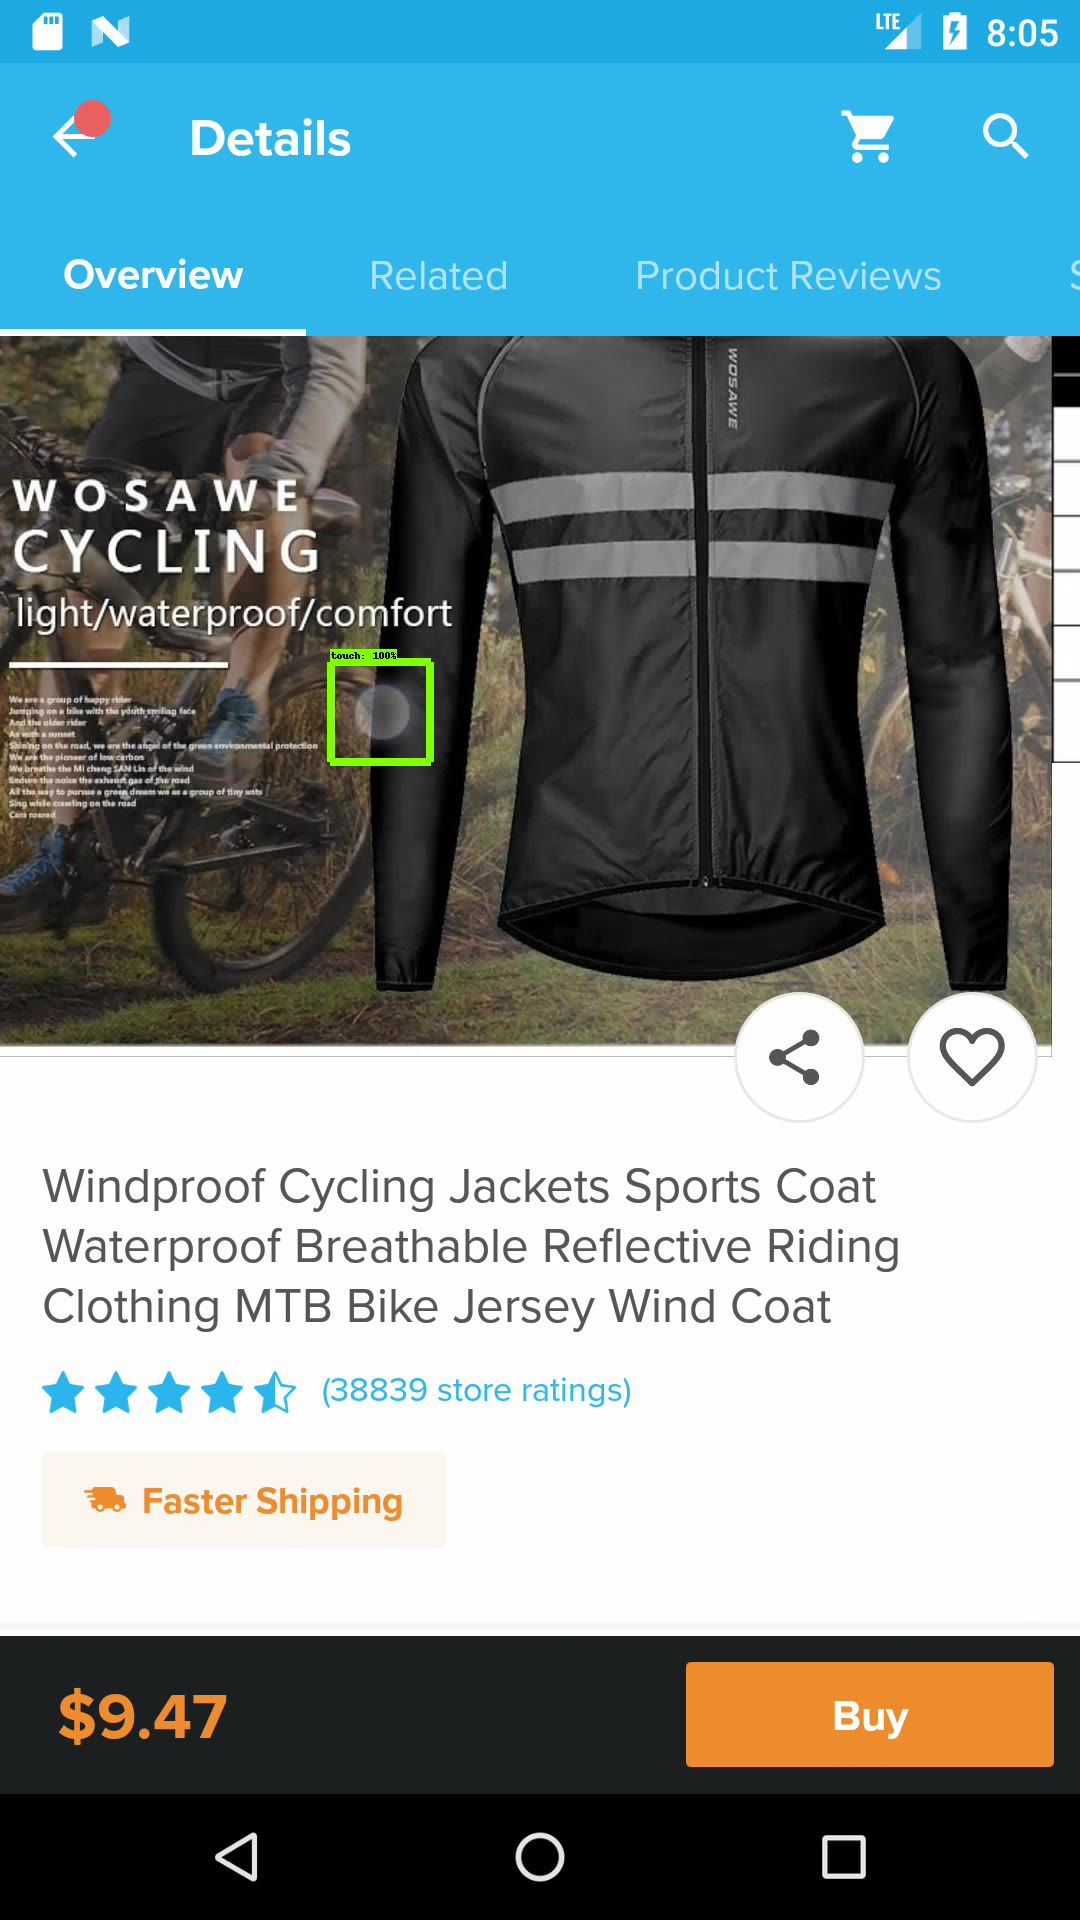 LTE 8:05
Details
Overview Related Product Reviews S
WOSAWE
WOSAWE
CYCLING
light/waterproof/comfort
touch: 100%
We are a group of happy rider
Jumping on a bike with the youth smiling face
And the older rider
As with a sunset
Shining on the road, we are the angel of the green environmental protection
We are the pioneer of low carbon
We breathe the Mi cheng SAN Lin of the wind
Endure the noise the exhaust gas of the road
All the way to pursue a green dream we as a group of tiny ants
Sing while crawling on the road
Cars roared
Windproof Cycling Jackets Sports Coat
Waterproof Breathable Reflective Riding
Clothing MTB Bike Jersey Wind Coat
(38839 store ratings)
Faster Shipping
$9.47
Buy